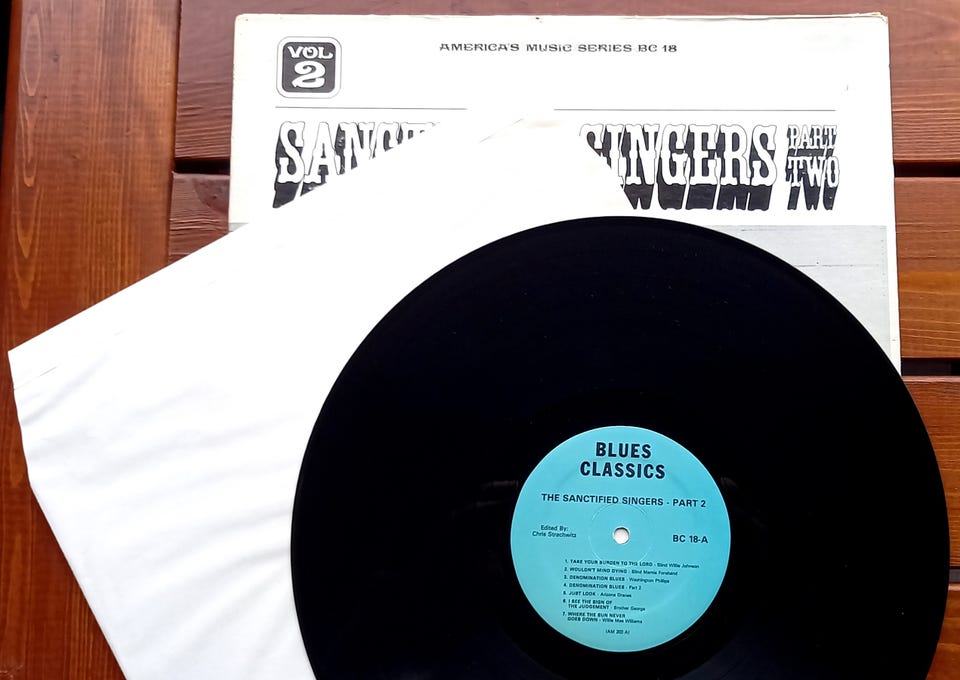 VOL
2
AMERICA'S MUSIC SERIES BC 18
SINGERS PART
TWO
BLUES
CLASSICS
THE SANCTIFIED SINGERS - PART 2
Edited By:
Chris Strachwitz
BC 18-A
1. TAKE YOUR BURDEN TO THE LORD - Blind Willie Johnson
2. WOULDN'T MIND DYING - Blind Mamie Forehand
3. DENOMINATION BLUES - Washington Phillips
4. DENOMINATION BLUES - Part 2
5. JUST LOOK - Arizona Dranes
6. I SEE THE SIGN OF
THE JUDGEMENT - Brother George
7. WHERE THE SUN NEVER
GOES DOWN - Willie Mae Williams